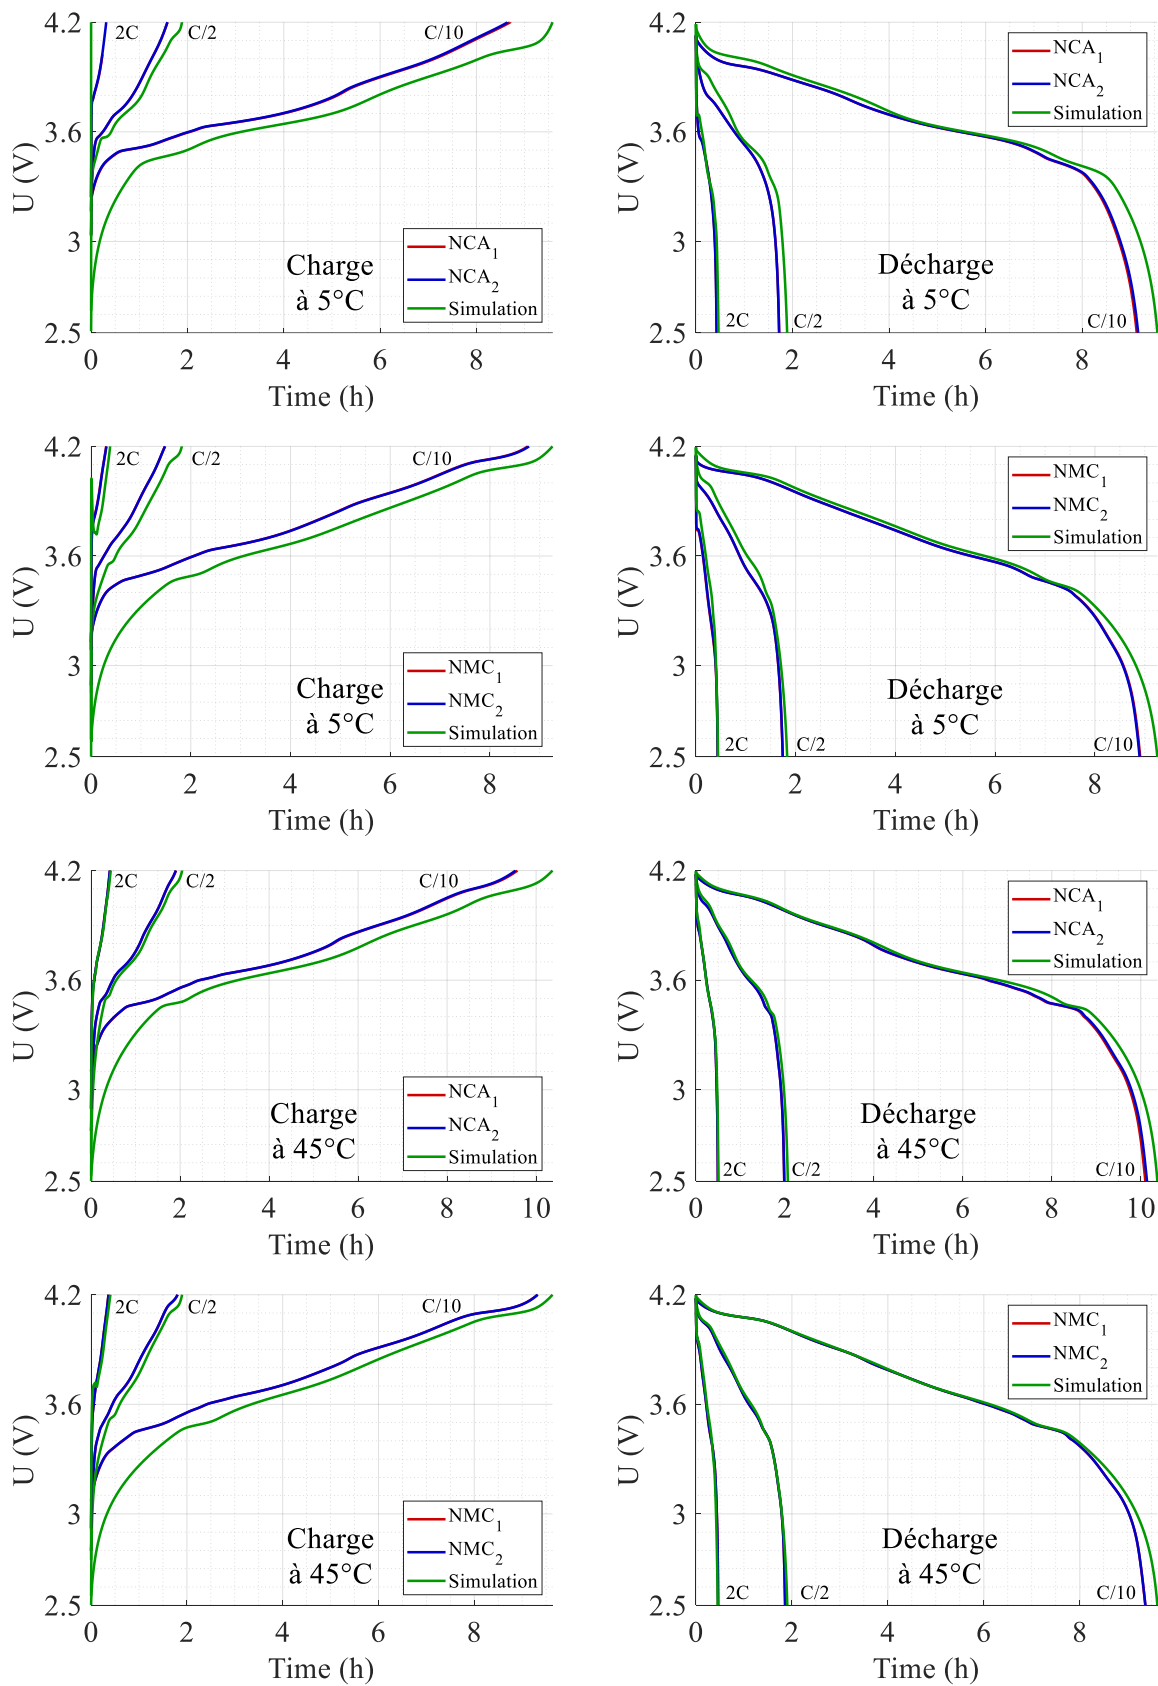 4.2
3.6
3
2.5
U (V)
2C
C/2
C/10
Charge
à 5°C
NCA1
NCA2
Simulation
0 2 4 6 8
Time (h)
4.2
3.6
3
2.5
U (V)
2C
C/2
C/10
Décharge
à 5°C
NCA1
NCA2
Simulation
0 2 4 6 8
Time (h)
4.2
3.6
3
2.5
U (V)
2C
C/2
C/10
Charge
à 5°C
NMC1
NMC2
Simulation
0 2 4 6 8
Time (h)
4.2
3.6
3
2.5
U (V)
2C
C/2
C/10
Décharge
à 5°C
NMC1
NMC2
Simulation
0 2 4 6 8
Time (h)
4.2
3.6
3
2.5
U (V)
2C
C/2
C/10
Charge
à 45°C
NCA1
NCA2
Simulation
0 2 4 6 8 10
Time (h)
4.2
3.6
3
2.5
U (V)
2C
C/2
C/10
Décharge
à 45°C
NCA1
NCA2
Simulation
0 2 4 6 8 10
Time (h)
4.2
3.6
3
2.5
U (V)
2C
C/2
C/10
Charge
à 45°C
NMC1
NMC2
Simulation
0 2 4 6 8
Time (h)
4.2
3.6
3
2.5
U (V)
2C
C/2
C/10
Décharge
à 45°C
NMC1
NMC2
Simulation
0 2 4 6 8
Time (h)